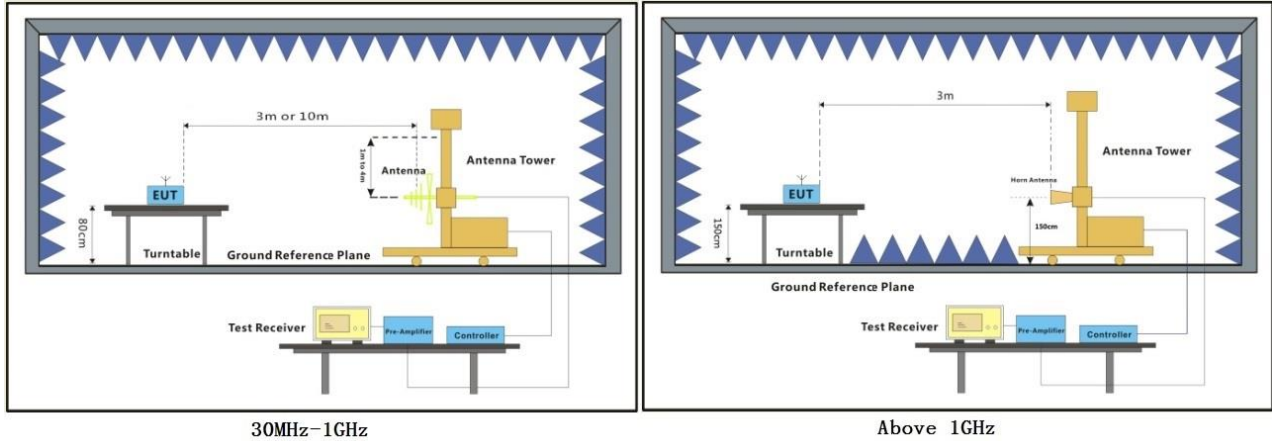 3m or 10m
1m to 4m
Antenna
Antenna Tower
EUT
80cm
Turntable
Ground Reference Plane
Test Receiver
Pre-Amplifier
Controller
30MHz-1GHz
3m
Antenna Tower
Horn Antenna
EUT
150cm
150cm
Turntable
Ground Reference Plane
Test Receiver
Pre-Amplifier
Controller
Above 1GHz